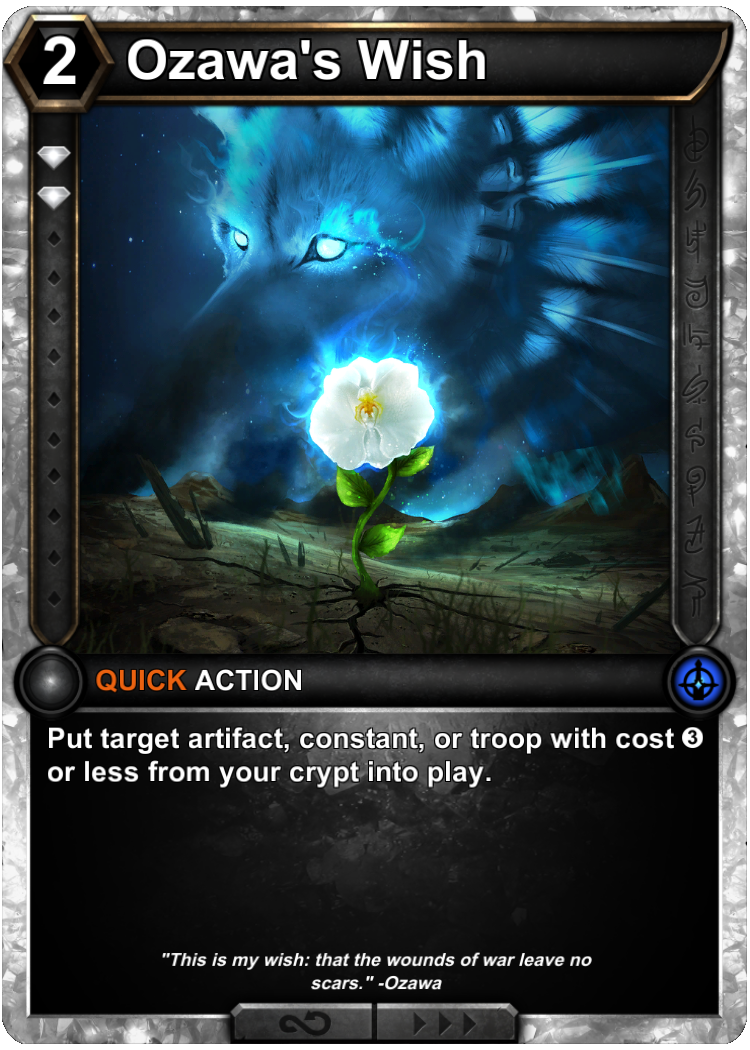 2 Ozawa's Wish
QUICK ACTION
Put target artifact, constant, or troop with cost 3
or less from your crypt into play.
"This is my wish: that the wounds of war leave no
scars." -Ozawa